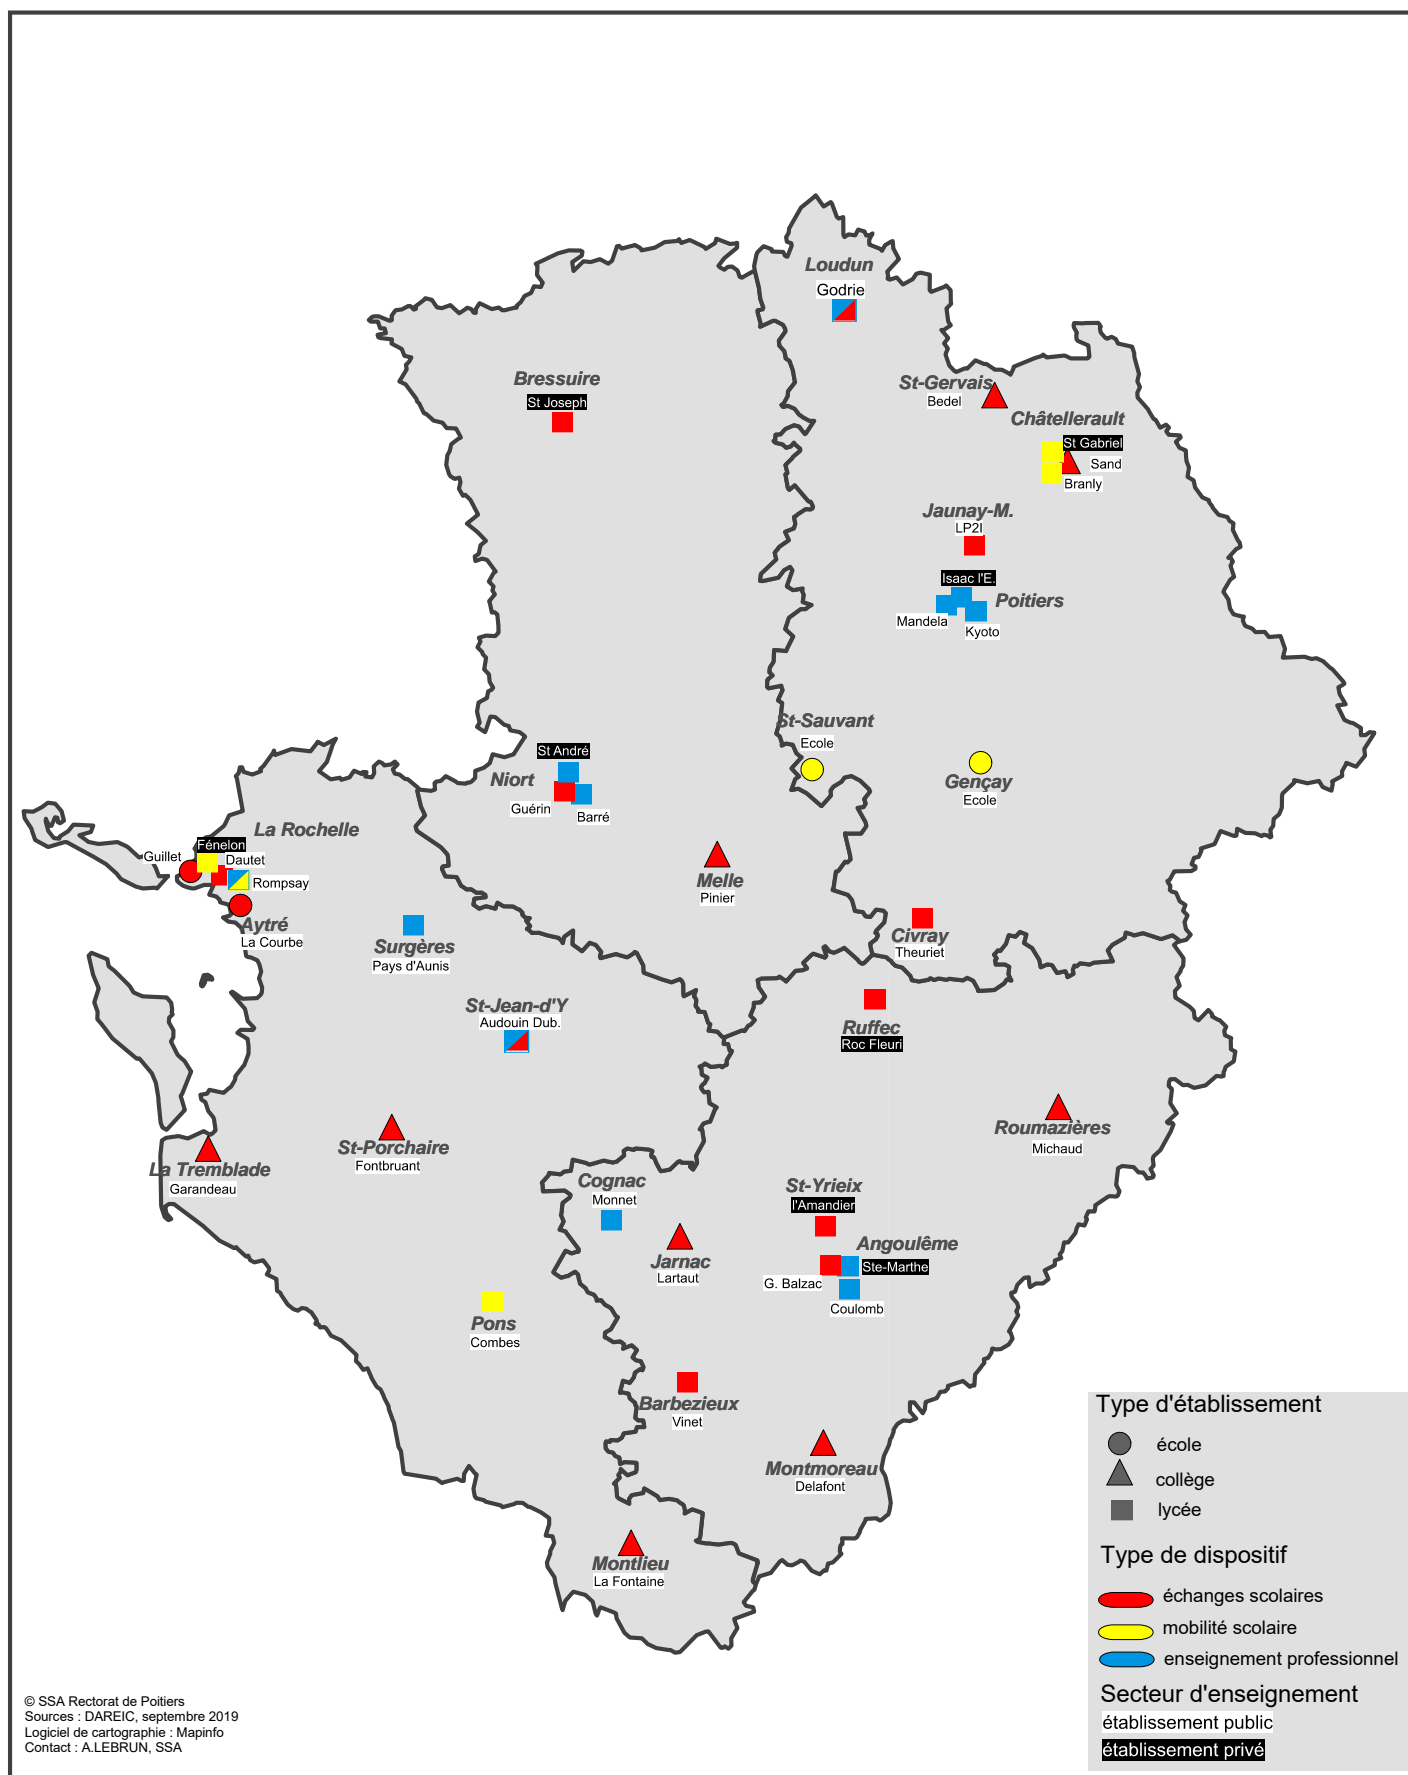 Loudun
Godrie
Bressuire
St Joseph
St-Gervais
Bedel
Châtellerault
St Gabriel
Sand
Branly
Jaunay-M.
LP2I
Isaac l'E.
Poitiers
Mandela
Kyoto
St-Sauvant
Ecole
Gençay
Ecole
St André
Niort
Guérin
Barré
La Rochelle
Fénelon
Guillet
Dautet
Rompsay
Aytré
La Courbe
Melle
Pinier
Surgères
Pays d'Aunis
Civray
Theuriet
St-Jean-d'Y
Audouin Dub.
Ruffec
Roc Fleuri
Roumazières
Michaud
St-Porchaire
Fontbruant
La Tremblade
Garandeau
Cognac
Monnet
St-Yrieix
l'Amandier
Jarnac
Lartaut
Angoulême
Ste-Marthe
G. Balzac
Coulomb
Pons
Combes
Barbezieux
Vinet
Montmoreau
Delafont
Montlieu
La Fontaine
Type d'établissement
école
collège
lycée
Type de dispositif
échanges scolaires
mobilité scolaire
enseignement professionnel
Secteur d'enseignement
établissement public
établissement privé
© SSA Rectorat de Poitiers
Sources : DAREIC, septembre 2019
Logiciel de cartographie : Mapinfo
Contact : A.LEBRUN, SSA